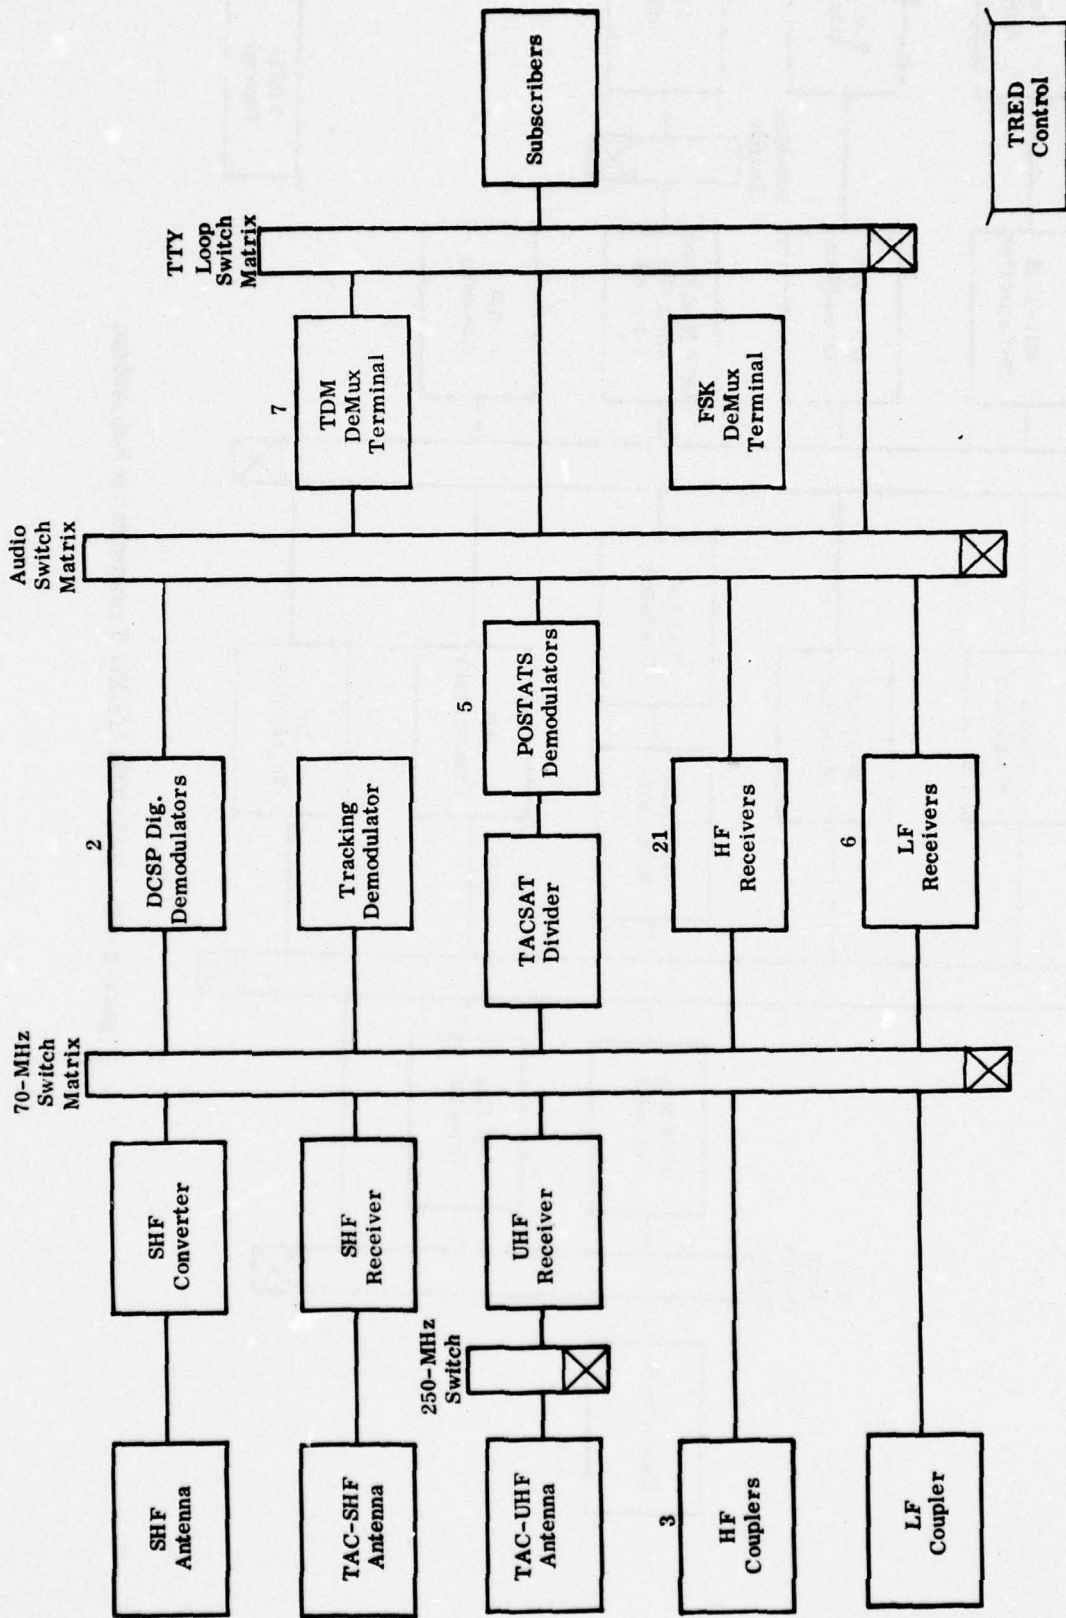 SHF
Antenna
TAC-SHF
Antenna
TAC-UHF
Antenna
3
HF
Couplers
LF
Coupler
250-MHz
Switch
SHF
Converter
SHF
Receiver
UHF
Receiver
70-MHz
Switch
Matrix
2
DCSP Dig.
Demodulators
Tracking
Demodulator
TACSAT
Divider
5
POSTATS
Demodulators
21
HF
Receivers
6
LF
Receivers
Audio
Switch
Matrix
7
TDM
DeMux
Terminal
FSK
DeMux
Terminal
TTY
Loop
Switch
Matrix
Subscribers
TRED
Control